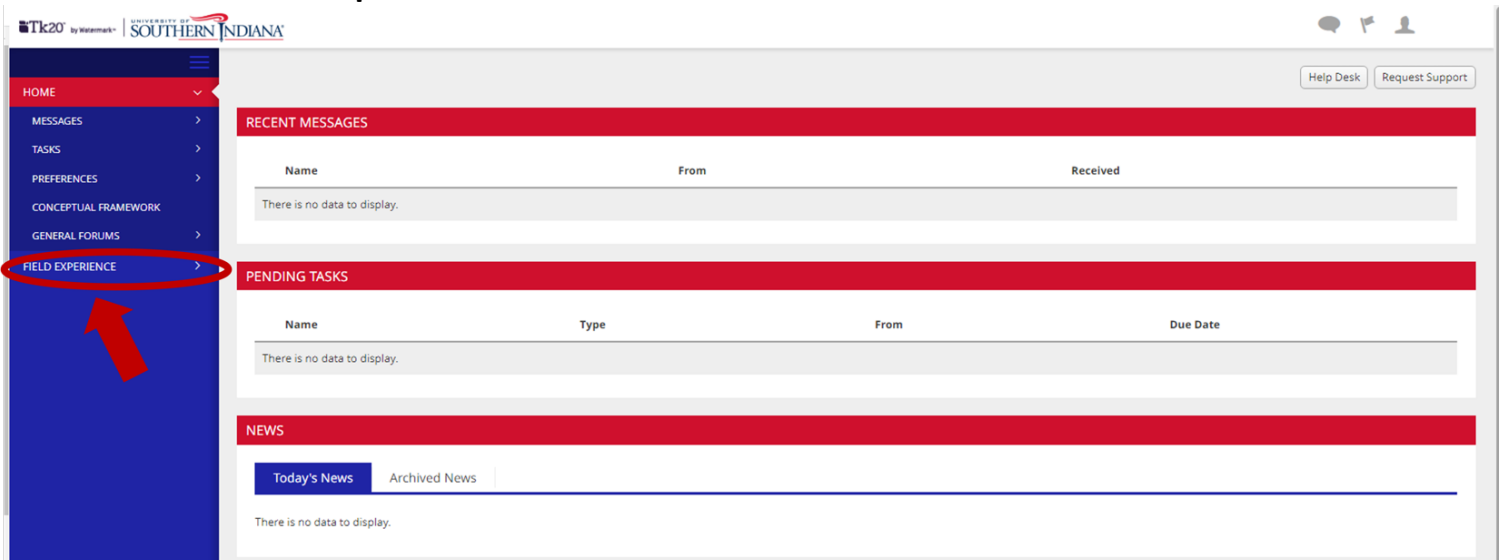 Tk20 by Watermark™ UNIVERSITY OF
SOUTHERN INDIANA
Help Desk Request Support
HOME
MESSAGES
TASKS
PREFERENCES
CONCEPTUAL FRAMEWORK
GENERAL FORUMS
FIELD EXPERIENCE
RECENT MESSAGES
Name From Received
There is no data to display.
PENDING TASKS
Name Type From Due Date
There is no data to display.
NEWS
Today's News Archived News
There is no data to display.